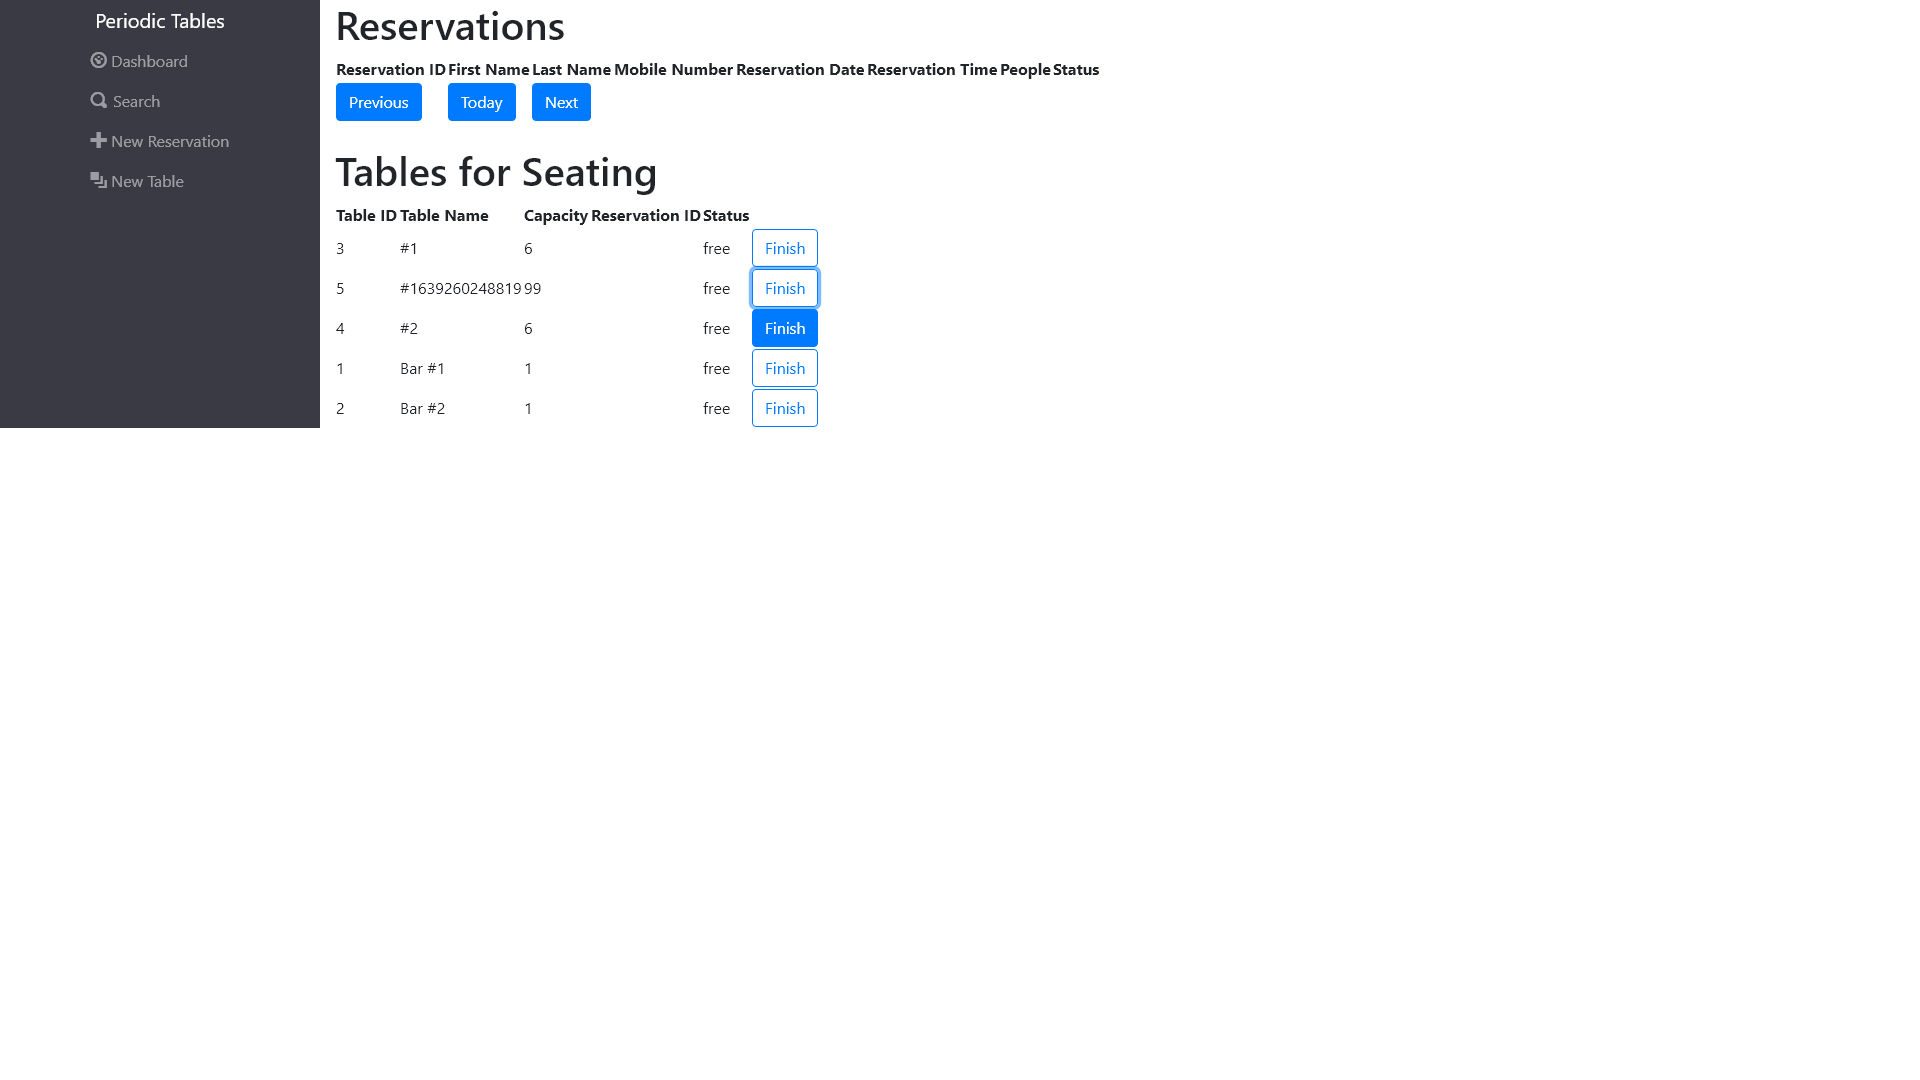 Periodic Tables
Dashboard
Search
New Reservation
New Table
Reservations
Reservation ID First Name Last Name Mobile Number Reservation Date Reservation Time People Status
Previous Today Next
Tables for Seating
Table ID Table Name Capacity Reservation ID Status
3 #1 6 free Finish
5 #1639260248819 99 free Finish
4 #2 6 free Finish
1 Bar #1 1 free Finish
2 Bar #2 1 free Finish